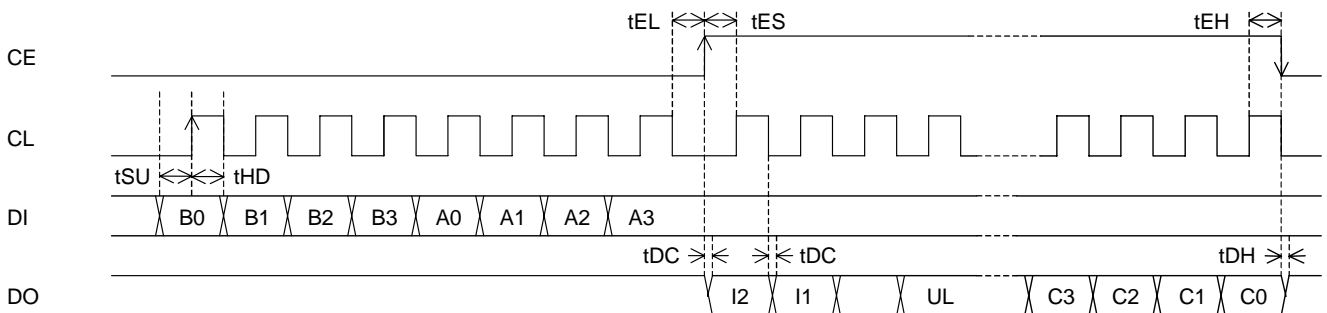 tEL tES tEH
CE
CL
tSU tHD
DI B0 B1 B2 B3 A0 A1 A2 A3
tDC tDC tDH
DO I2 I1 UL C3 C2 C1 C0